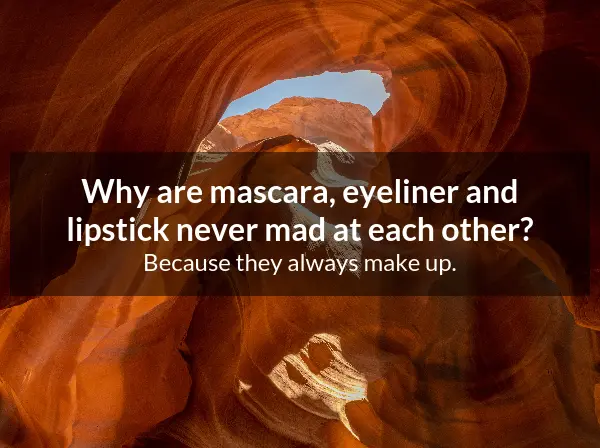 Why are mascara, eyeliner and
lipstick never mad at each other?
Because they always make up.